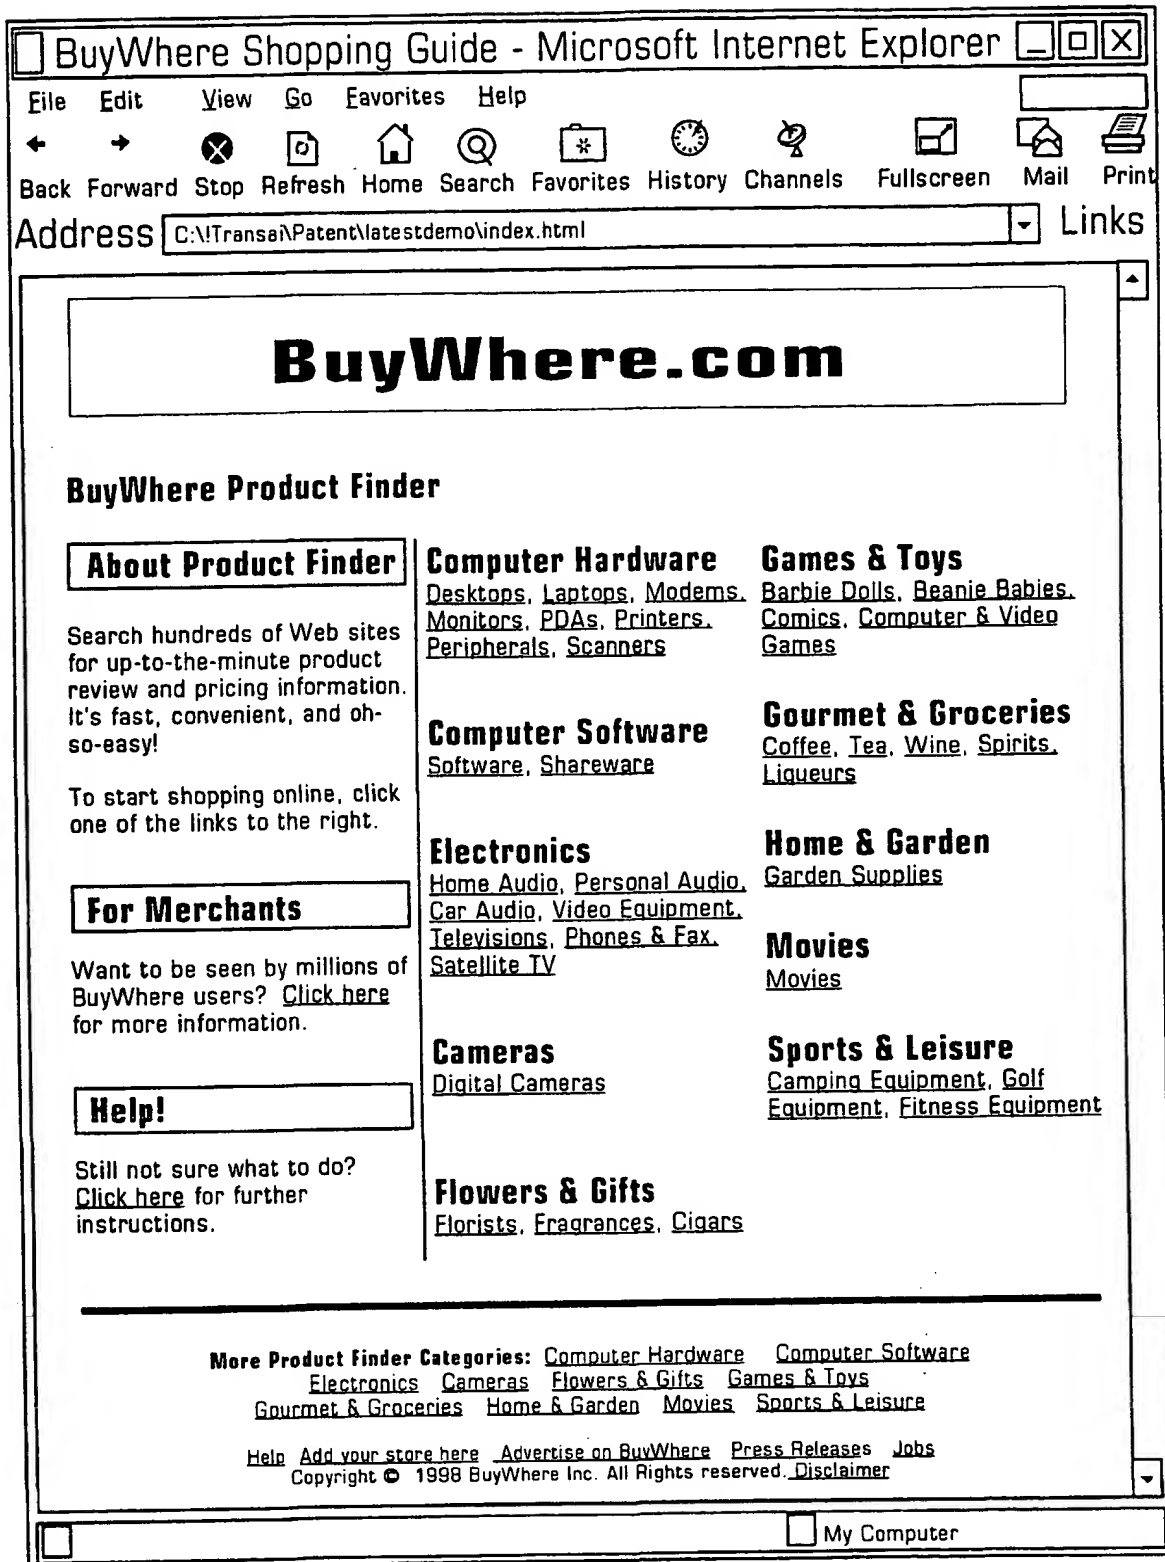 BuyWhere Shopping Guide - Microsoft Internet Explorer
File Edit View Go Favorites Help
Back Forward Stop Refresh Home Search Favorites History Channels Fullscreen Mail Print
Address C:\!Transai\Patent\latestdemo\index.html Links
BuyWhere.com
BuyWhere Product Finder
About Product Finder
Search hundreds of Web sites
for up-to-the-minute product
review and pricing information.
It's fast, convenient, and oh-
so-easy!
To start shopping online, click
one of the links to the right.
For Merchants
Want to be seen by millions of
BuyWhere users? Click here
for more information.
Help!
Still not sure what to do?
Click here for further
instructions.
Computer Hardware
Desktops, Laptops, Modems,
Monitors, PDAs, Printers,
Peripherals, Scanners
Computer Software
Software, Shareware
Electronics
Home Audio, Personal Audio,
Car Audio, Video Equipment,
Televisions, Phones & Fax,
Satellite TV
Cameras
Digital Cameras
Flowers & Gifts
Florists, Fragrances, Cigars
Games & Toys
Barbie Dolls, Beanie Babies,
Comics, Computer & Video
Games
Gourmet & Groceries
Coffee, Tea, Wine, Spirits,
Liqueurs
Home & Garden
Garden Supplies
Movies
Movies
Sports & Leisure
Camping Equipment, Golf
Equipment, Fitness Equipment
More Product Finder Categories: Computer Hardware Computer Software
Electronics Cameras Flowers & Gifts Games & Toys
Gourmet & Groceries Home & Garden Movies Sports & Leisure
Help Add your store here Advertise on BuyWhere Press Releases Jobs
Copyright © 1998 BuyWhere Inc. All Rights reserved. Disclaimer
My Computer